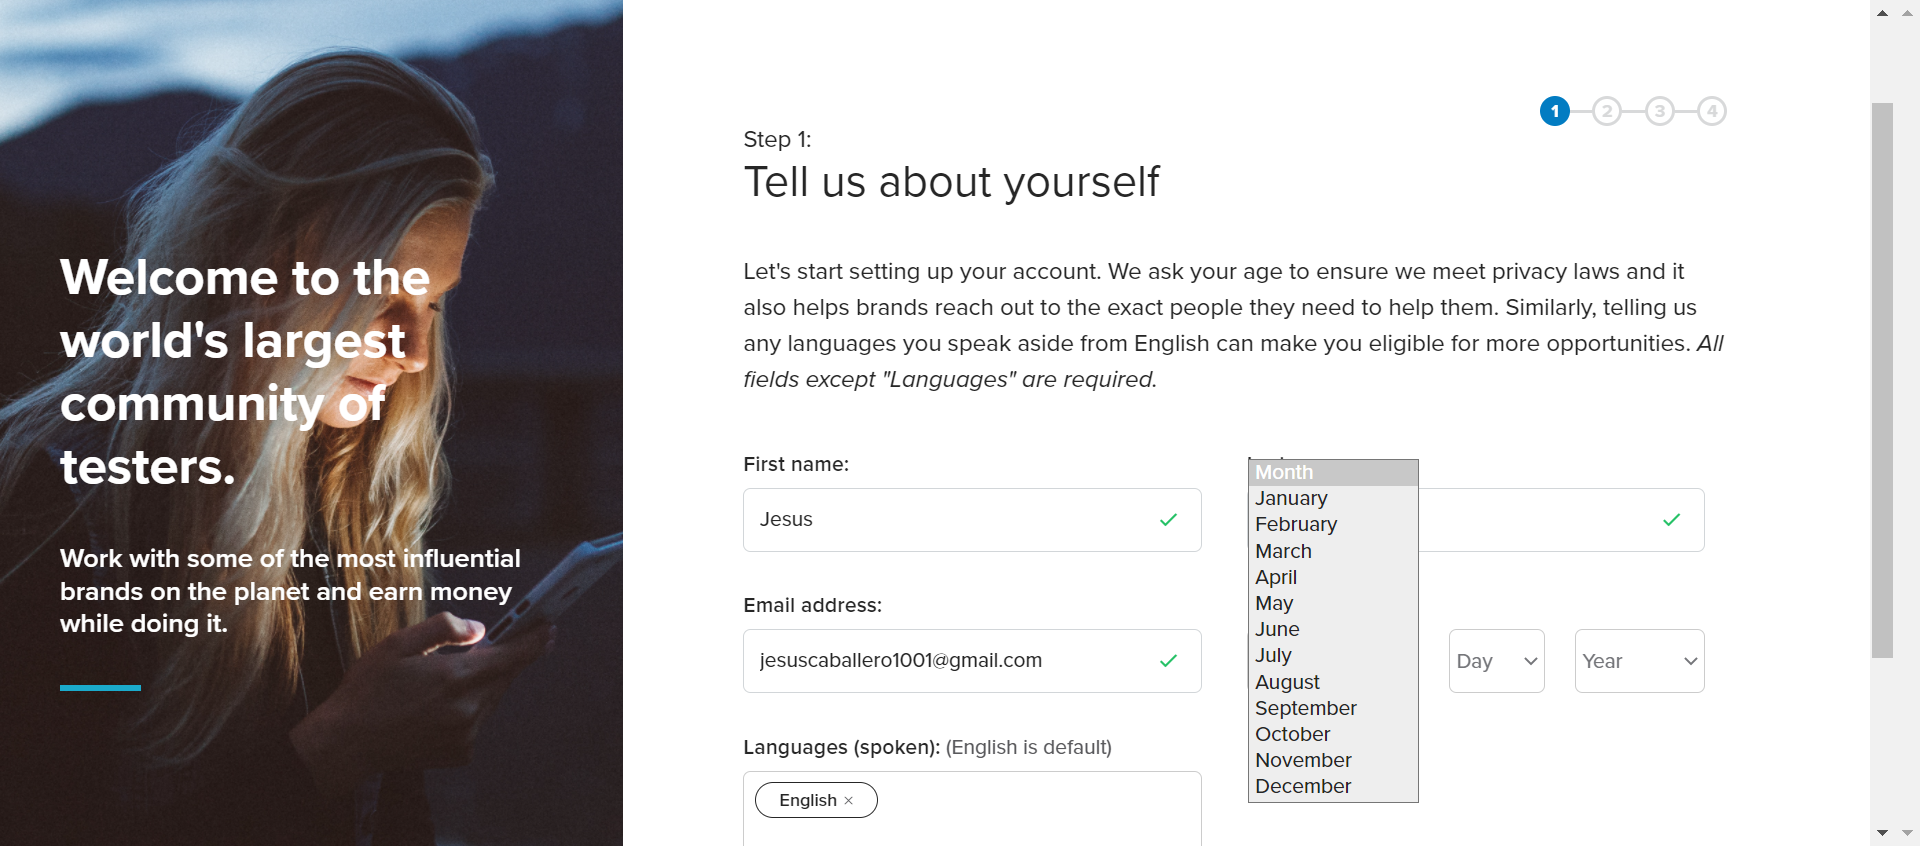 Welcome to the
world's largest
community of
testers.
Work with some of the most influential
brands on the planet and earn money
while doing it.
1 2 3 4
Step 1:
Tell us about yourself
Let's start setting up your account. We ask your age to ensure we meet privacy laws and it
also helps brands reach out to the exact people they need to help them. Similarly, telling us
any languages you speak aside from English can make you eligible for more opportunities. All
fields except "Languages" are required.
First name:
Jesus
Email address:
jesuscaballero1001@gmail.com
Month
January
February
March
April
May
June
July
August
September
October
November
December
Day
Year
Languages (spoken): (English is default)
English ×